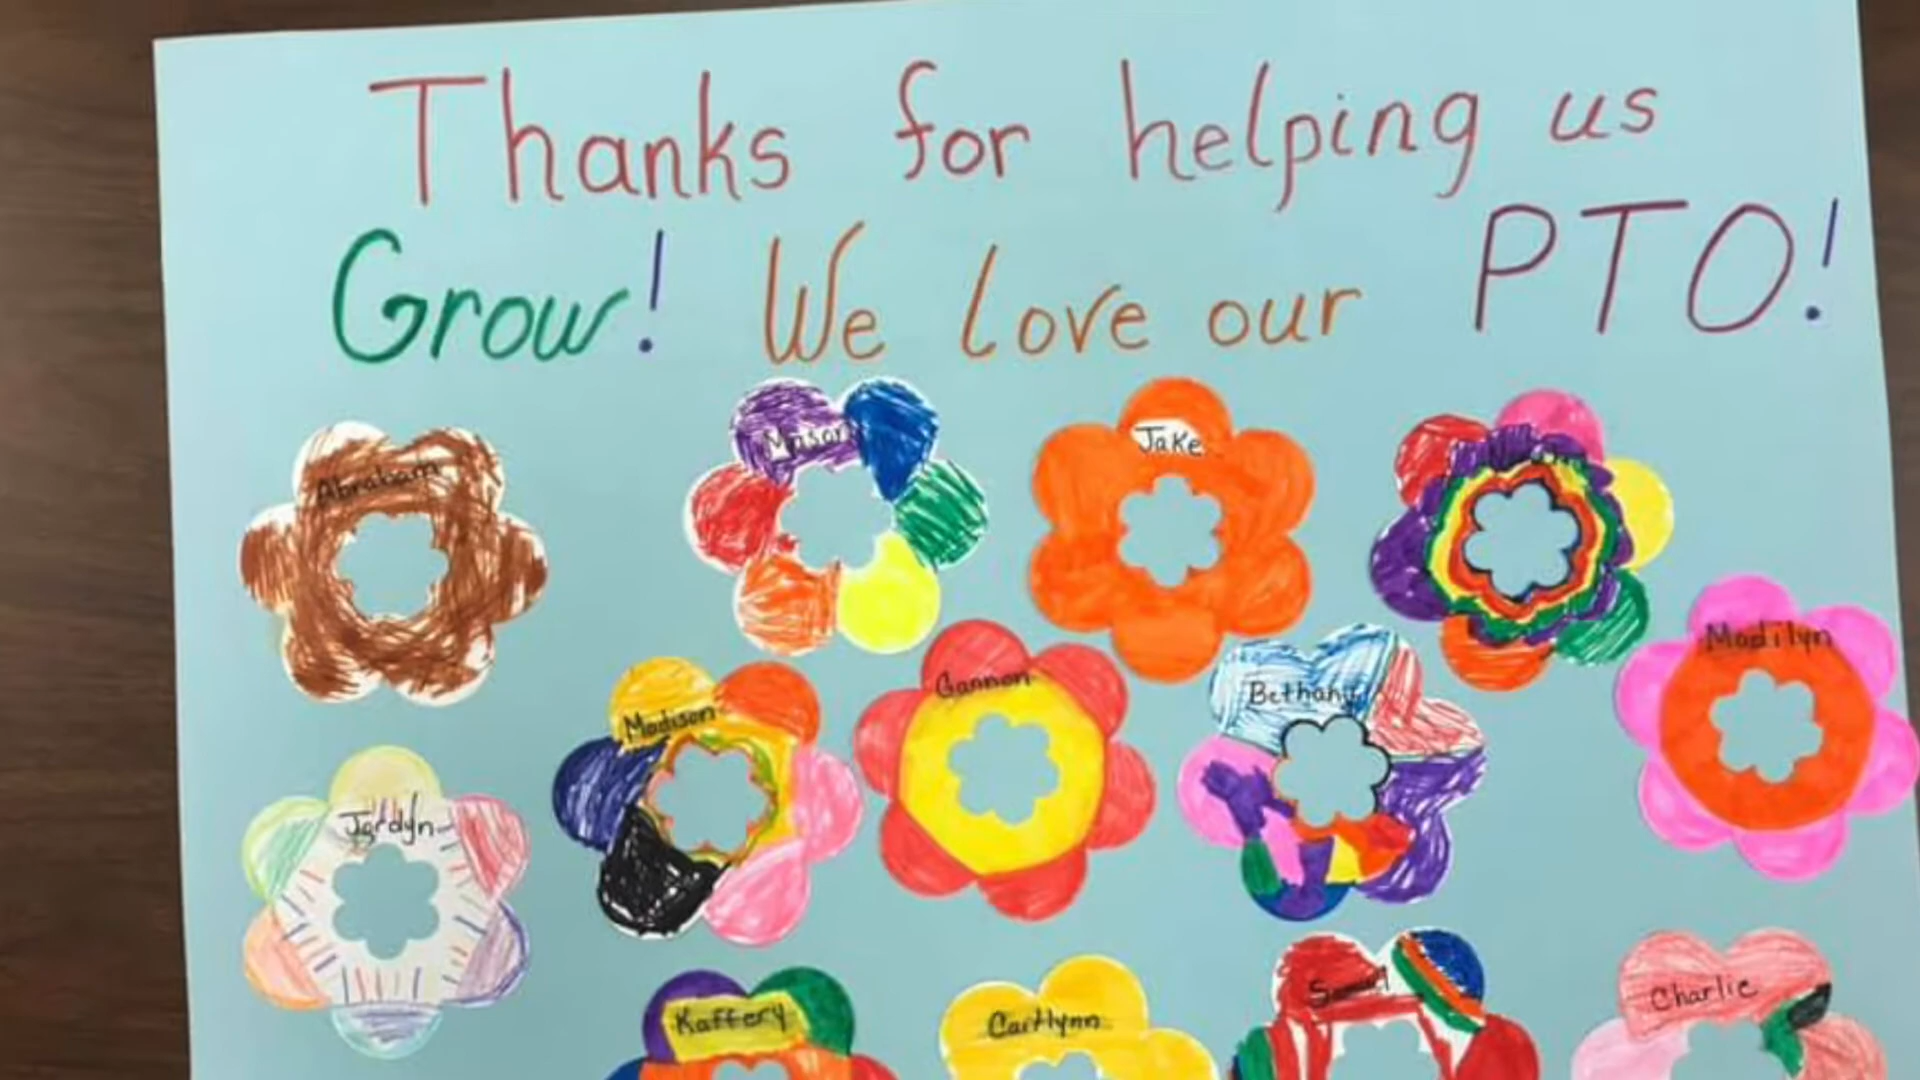 Thanks for helping us
Grow! We love our PTO!
Abraham
Mason
Jake
Madison
Gannon
Bethany
Madilyn
Jordyn
Kaffery
Caitlynn
Charlie